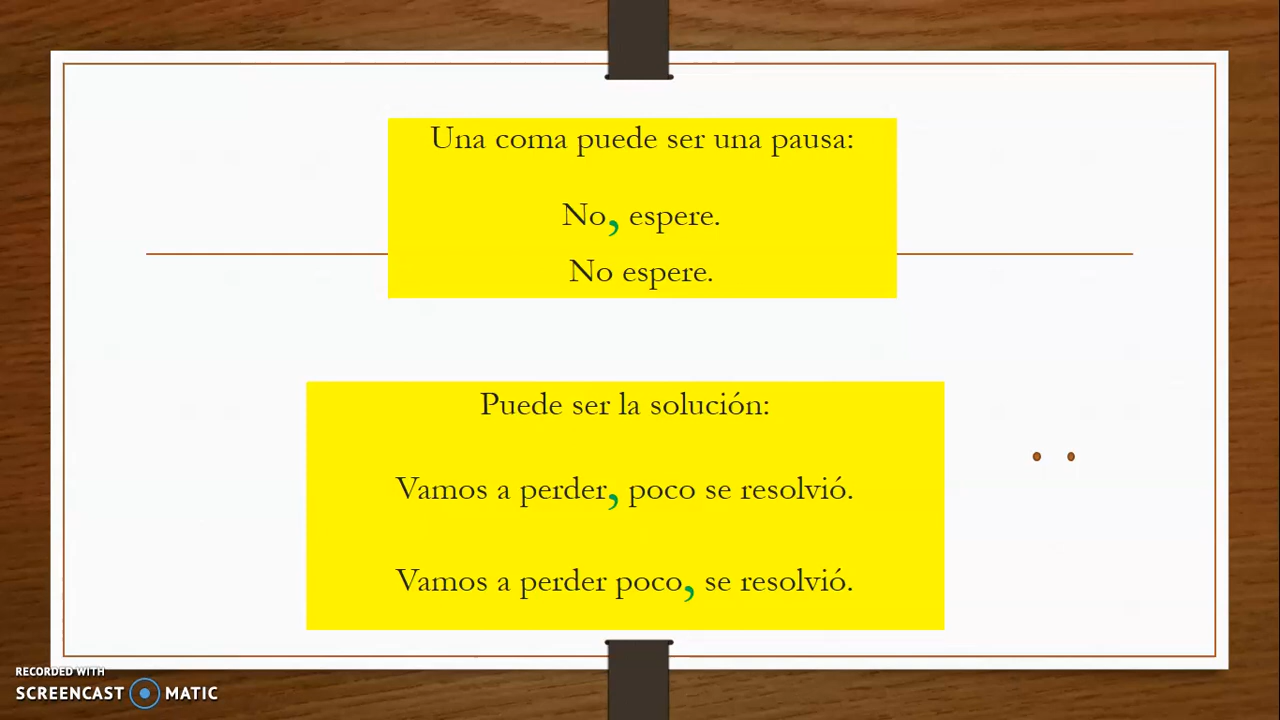 Una coma puede ser una pausa:
No, espere.
No espere.
Puede ser la solución:
Vamos a perder, poco se resolvió.
Vamos a perder poco, se resolvió.
RECORDED WITH
SCREENCAST MATIC